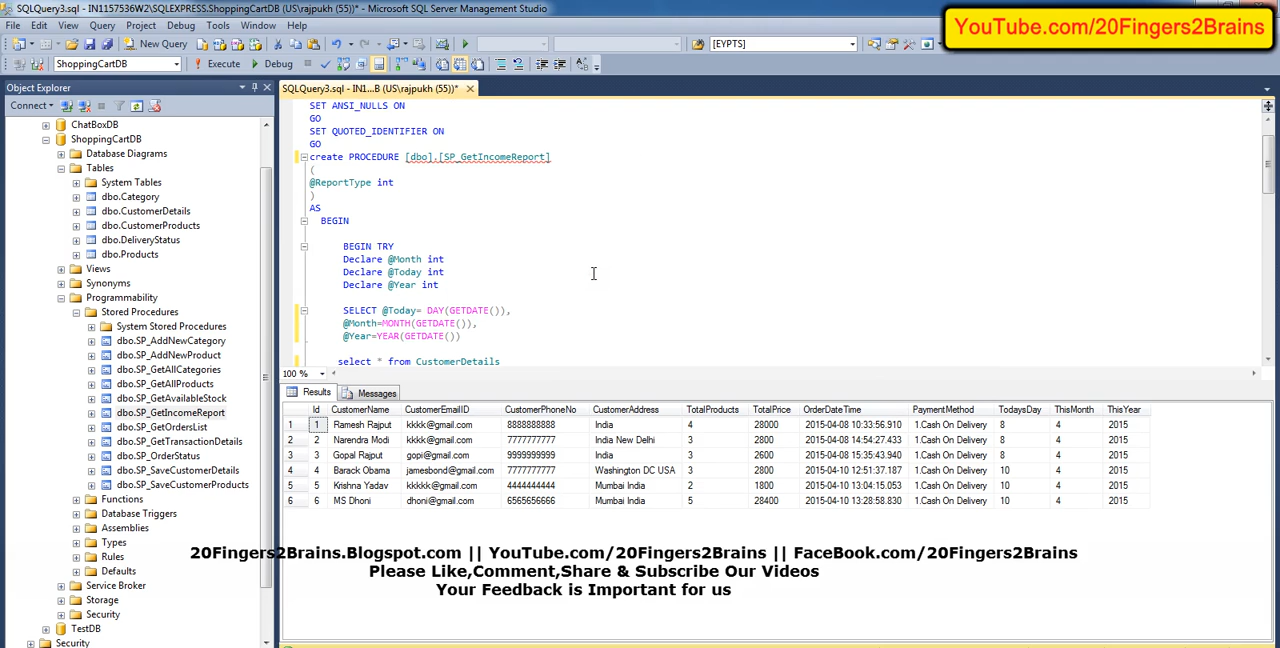 SQLQuery3.sql - IN1157536W2\SQLEXPRESS.ShoppingCartDB (US\rajpukh (55))* - Microsoft SQL Server Management Studio
YouTube.com/20Fingers2Brains
File Edit View Query Project Debug Tools Window Help
New Query [EYPTS]
ShoppingCartDB Execute Debug
Object Explorer
SQLQuery3.sql - IN1...B (US\rajpukh (55))*
Connect
ChatBoxDB
ShoppingCartDB
Database Diagrams
Tables
System Tables
dbo.Category
dbo.CustomerDetails
dbo.CustomerProducts
dbo.DeliveryStatus
dbo.Products
Views
Synonyms
Programmability
Stored Procedures
System Stored Procedures
dbo.SP_AddNewCategory
dbo.SP_AddNewProduct
dbo.SP_GetAllCategories
dbo.SP_GetAllProducts
dbo.SP_GetAvailableStock
dbo.SP_GetIncomeReport
dbo.SP_GetOrdersList
dbo.SP_GetTransactionDetails
dbo.SP_OrderStatus
dbo.SP_SaveCustomerDetails
dbo.SP_SaveCustomerProducts
Functions
Database Triggers
Assemblies
Types
Rules
Defaults
Service Broker
Storage
Security
TestDB
Security
SET ANSI_NULLS ON
GO
SET QUOTED_IDENTIFIER ON
GO
create PROCEDURE [dbo].[SP_GetIncomeReport]
(
@ReportType int
)
AS
BEGIN
BEGIN TRY
Declare @Month int
Declare @Today int
Declare @Year int
SELECT @Today= DAY(GETDATE()),
@Month=MONTH(GETDATE()),
@Year=YEAR(GETDATE())
select * from CustomerDetails
100 %
Results Messages
Id CustomerName CustomerEmailID CustomerPhoneNo CustomerAddress TotalProducts TotalPrice OrderDateTime PaymentMethod TodaysDay ThisMonth ThisYear
1 1 Ramesh Rajput kkkk@gmail.com 8888888888 India 4 28000 2015-04-08 10:33:56.910 1.Cash On Delivery 8 4 2015
2 2 Narendra Modi kkkk@gmail.com 7777777777 India New Delhi 3 2800 2015-04-08 14:54:27.433 1.Cash On Delivery 8 4 2015
3 3 Gopal Rajput gopi@gmail.com 9999999999 India 3 2600 2015-04-08 15:35:43.940 1.Cash On Delivery 8 4 2015
4 4 Barack Obama jamesbond@gmail.com 7777777777 Washington DC USA 3 2800 2015-04-10 12:51:37.187 1.Cash On Delivery 10 4 2015
5 5 Krishna Yadav kkkkk@gmail.com 4444444444 Mumbai India 2 1800 2015-04-10 13:04:15.053 1.Cash On Delivery 10 4 2015
6 6 MS Dhoni dhoni@gmail.com 6565656666 Mumbai India 5 28400 2015-04-10 13:28:58.830 1.Cash On Delivery 10 4 2015
20Fingers2Brains.Blogspot.com || YouTube.com/20Fingers2Brains || FaceBook.com/20Fingers2Brains
Please Like,Comment,Share & Subscribe Our Videos
Your Feedback is Important for us